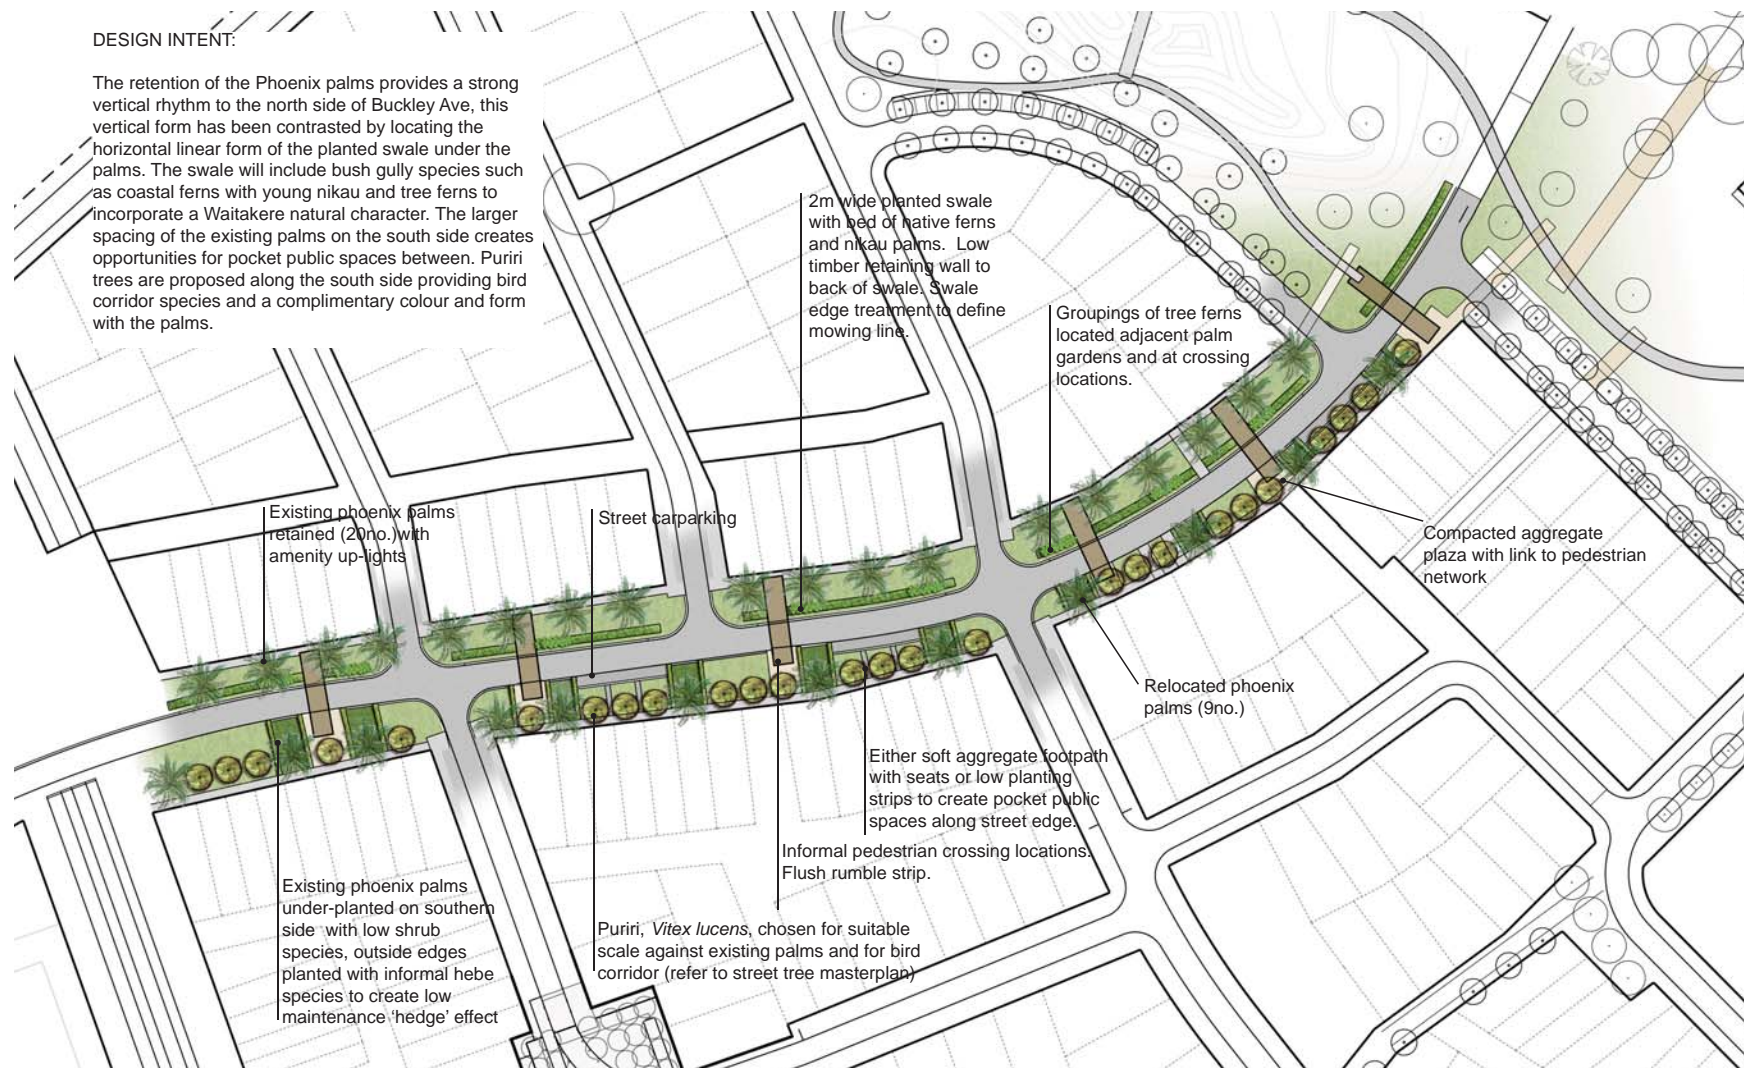 DESIGN INTENT:
The retention of the Phoenix palms provides a strong
vertical rhythm to the north side of Buckley Ave, this
vertical form has been contrasted by locating the
horizontal linear form of the planted swale under the
palms. The swale will include bush gully species such
as coastal ferns with young nikau and tree ferns to
incorporate a Waitakere natural character. The larger
spacing of the existing palms on the south side creates
opportunities for pocket public spaces between. Puriri
trees are proposed along the south side providing bird
corridor species and a complimentary colour and form
with the palms.
2m wide planted swale
with bed of native ferns
and nikau palms. Low
timber retaining wall to
back of swale. Swale
edge treatment to define
mowing line.
Groupings of tree ferns
located adjacent palm
gardens and at crossing
locations.
Existing phoenix palms
retained (20no.)with
amenity up-lights
Street carparking
Compacted aggregate
plaza with link to pedestrian
network
Relocated phoenix
palms (9no.)
Either soft aggregate footpath
with seats or low planting
strips to create pocket public
spaces along street edge.
Informal pedestrian crossing locations.
Flush rumble strip.
Existing phoenix palms
under-planted on southern
side with low shrub
species, outside edges
planted with informal hebe
species to create low
maintenance 'hedge' effect
Puriri, Vitex lucens, chosen for suitable
scale against existing palms and for bird
corridor (refer to street tree masterplan)